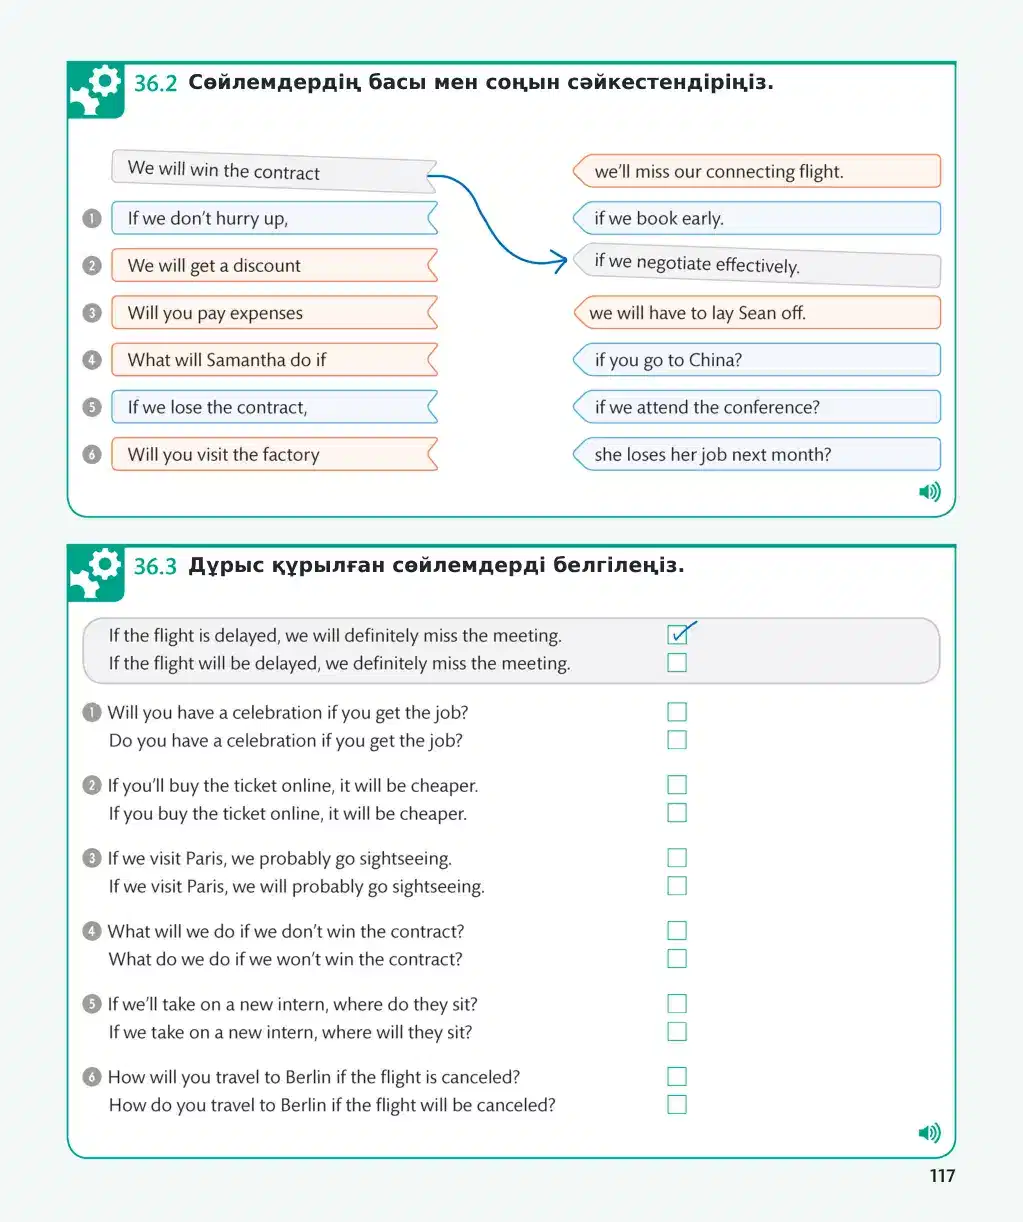 36.2 Сөйлемдердің басы мен соңын сәйкестендіріңіз.
We will win the contract
we'll miss our connecting flight.
1 If we don't hurry up,
if we book early.
2 We will get a discount
if we negotiate effectively.
3 Will you pay expenses
we will have to lay Sean off.
4 What will Samantha do if
if you go to China?
5 If we lose the contract,
if we attend the conference?
6 Will you visit the factory
she loses her job next month?
36.3 Дұрыс құрылған сөйлемдерді белгілеңіз.
If the flight is delayed, we will definitely miss the meeting.
If the flight will be delayed, we definitely miss the meeting.
1 Will you have a celebration if you get the job?
Do you have a celebration if you get the job?
2 If you'll buy the ticket online, it will be cheaper.
If you buy the ticket online, it will be cheaper.
3 If we visit Paris, we probably go sightseeing.
If we visit Paris, we will probably go sightseeing.
4 What will we do if we don't win the contract?
What do we do if we won't win the contract?
5 If we'll take on a new intern, where do they sit?
If we take on a new intern, where will they sit?
6 How will you travel to Berlin if the flight is canceled?
How do you travel to Berlin if the flight will be canceled?
117